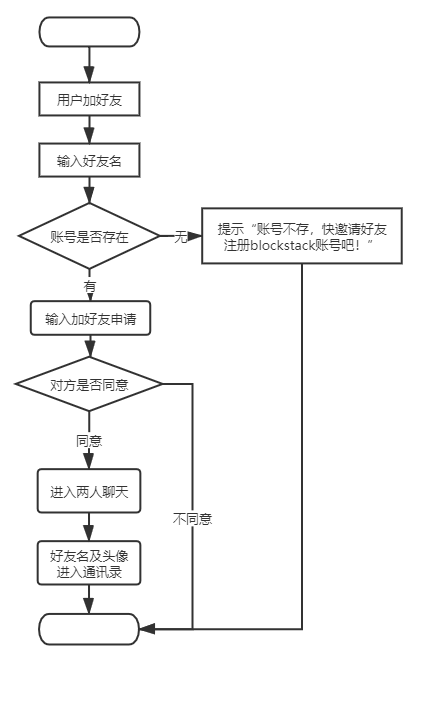 用户加好友
输入好友名
账号是否存在
无
提示“账号不存，快邀请好友
注册blockstack账号吧！”
有
输入加好友申请
对方是否同意
同意
进入两人聊天
不同意
好友名及头像
进入通讯录